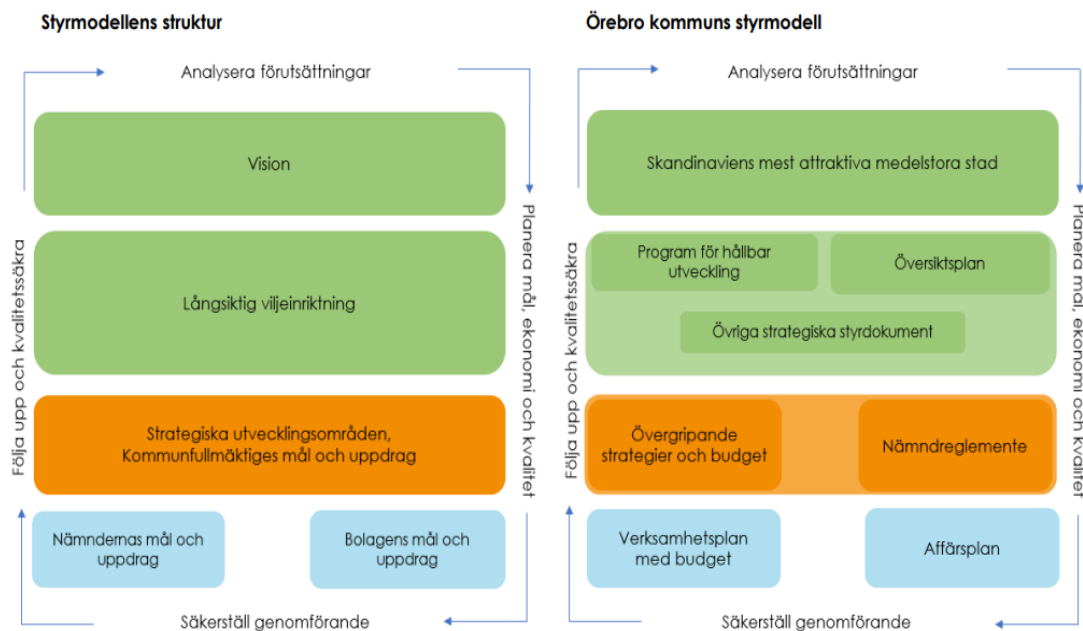 Styrmodellens struktur
Analysera förutsättningar
Vision
Långsiktig viljeinriktning
Strategiska utvecklingsområden,
Kommunfullmäktiges mål och uppdrag
Nämndernas mål och
uppdrag
Bolagens mål och
uppdrag
Säkerställ genomförande
Följa upp och kvalitetssäkra
Planera mål, ekonomi och kvalitet
Örebro kommuns styrmodell
Analysera förutsättningar
Skandinaviens mest attraktiva medelstora stad
Program för hållbar
utveckling
Översiktsplan
Övriga strategiska styrdokument
Övergripande
strategier och budget
Nämndreglemente
Verksamhetsplan
med budget
Affärsplan
Säkerställ genomförande
Följa upp och kvalitetssäkra
Planera mål, ekonomi och kvalitet